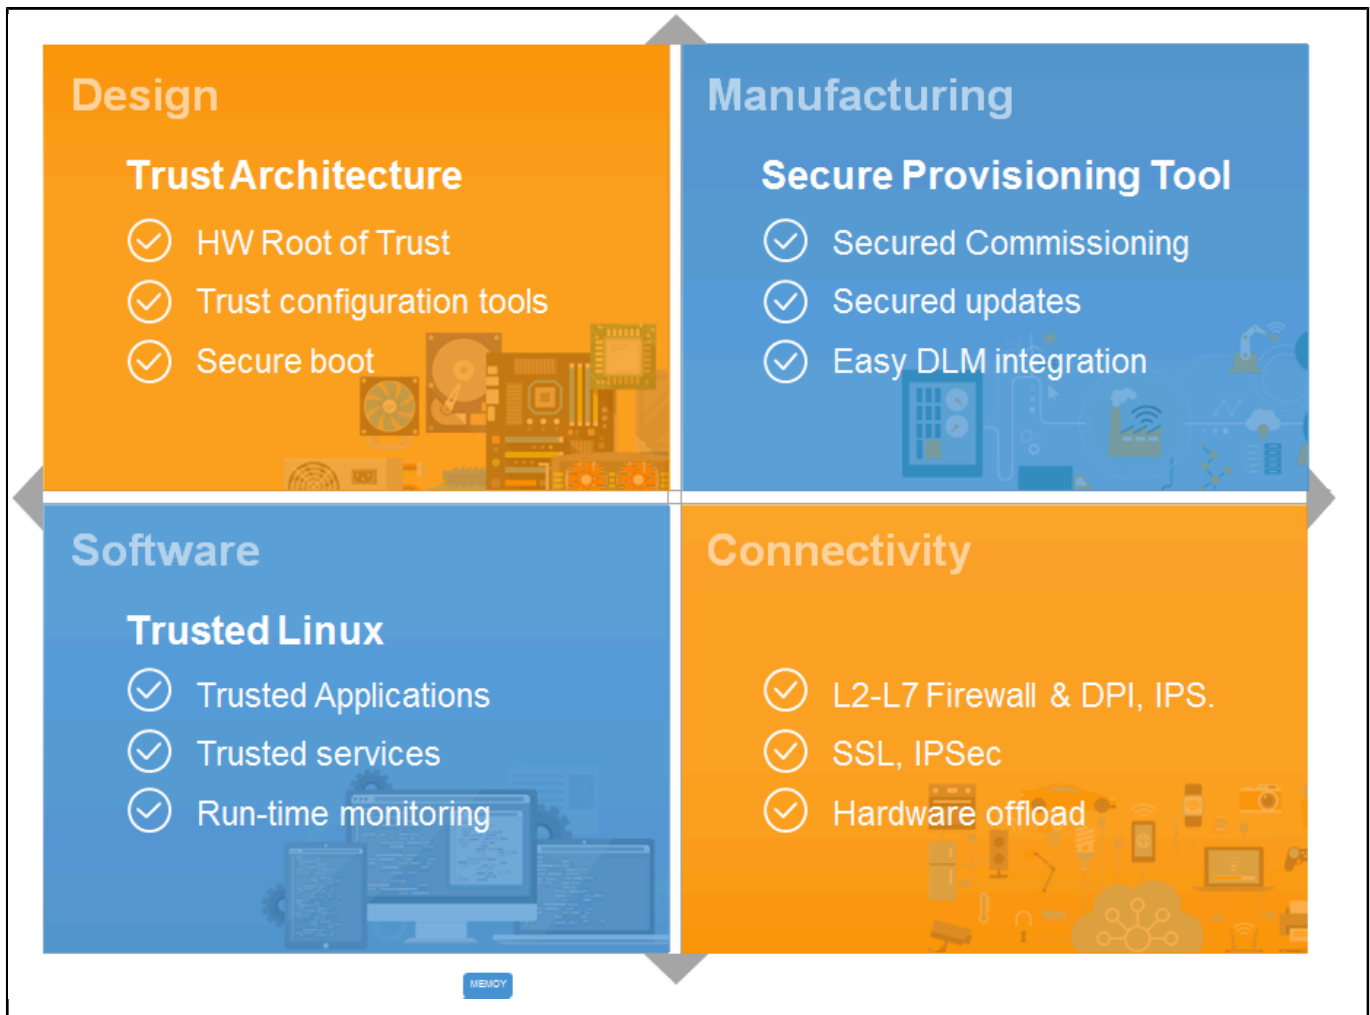 Design
Trust Architecture
HW Root of Trust
Trust configuration tools
Secure boot
Manufacturing
Secure Provisioning Tool
Secured Commissioning
Secured updates
Easy DLM integration
Software
Trusted Linux
Trusted Applications
Trusted services
Run-time monitoring
Connectivity
L2-L7 Firewall & DPI, IPS.
SSL, IPSec
Hardware offload
MEMOY